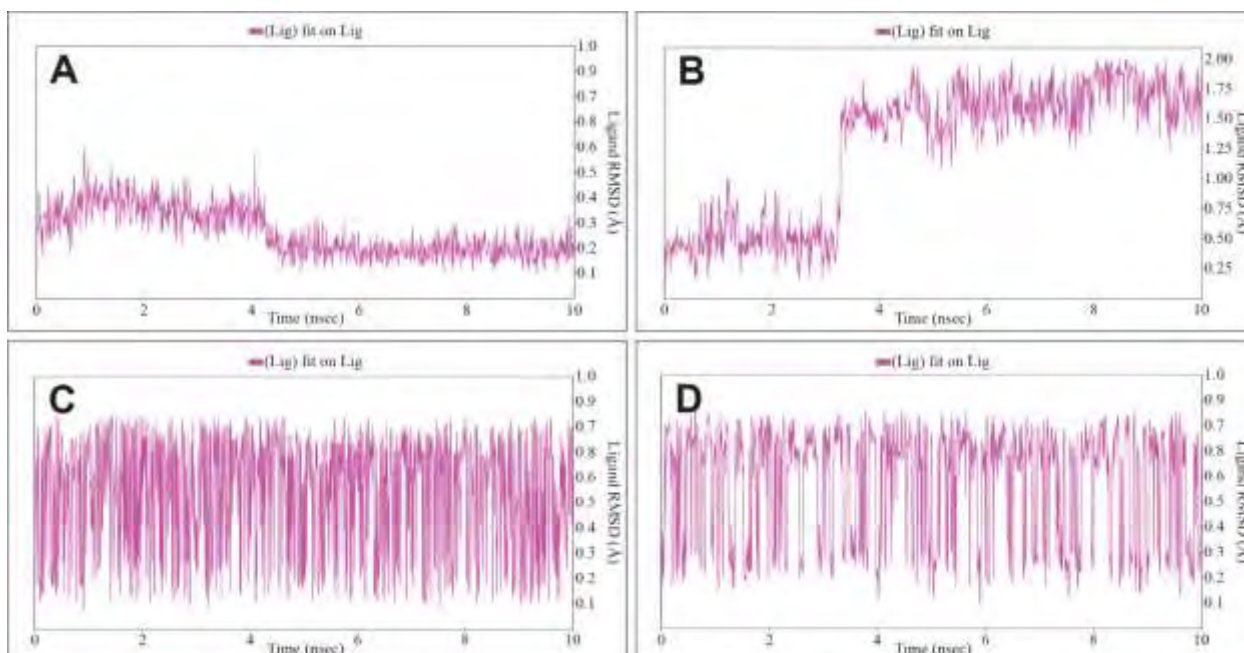 (Lig) fit on Lig
A
1.0
0.9
0.8
0.7
0.6
0.5
0.4
0.3
0.2
0.1
Ligand RMSD (Å)
0 2 4 6 8 10
Time (nsec)
(Lig) fit on Lig
B
2.00
1.75
1.50
1.25
1.00
0.75
0.50
0.25
Ligand RMSD (Å)
0 2 4 6 8 10
Time (nsec)
(Lig) fit on Lig
C
1.0
0.9
0.8
0.7
0.6
0.5
0.4
0.3
0.2
0.1
Ligand RMSD (Å)
0 2 4 6 8 10
Time (nsec)
(Lig) fit on Lig
D
1.0
0.9
0.8
0.7
0.6
0.5
0.4
0.3
0.2
0.1
Ligand RMSD (Å)
0 2 4 6 8 10
Time (nsec)